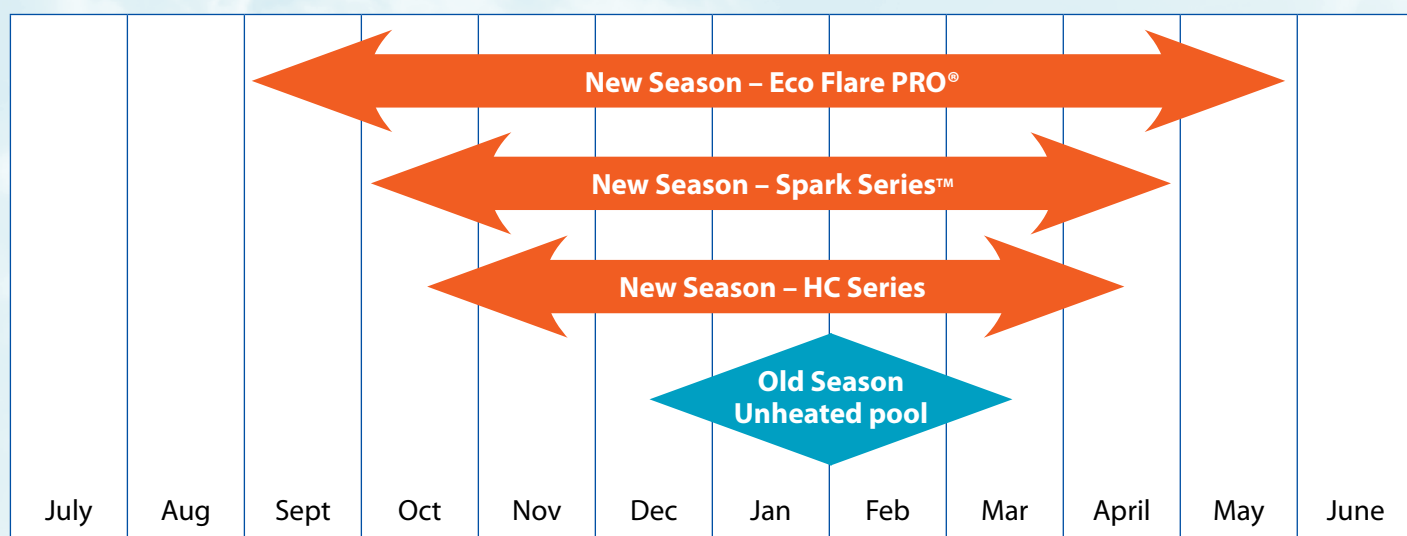 New Season – Eco Flare PRO®
New Season – Spark Series™
New Season – HC Series
Old Season
Unheated pool
July Aug Sept Oct Nov Dec Jan Feb Mar April May June